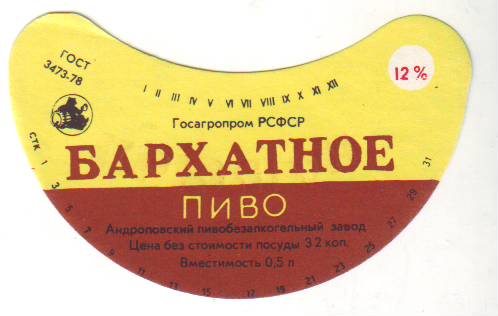 ГОСТ
3473-78
12 %
I II III IV V VI VII VIII IX X XI XII
Госагропром РСФСР
СТК 1 3 5 7 9 11 13 15 17 19 21 23 25 27 29 31
БАРХАТНОЕ
ПИВО
Андроповский пивобезалкогельный завод
Цена без стоимости посуды 32 коп.
Вместимость 0,5 л